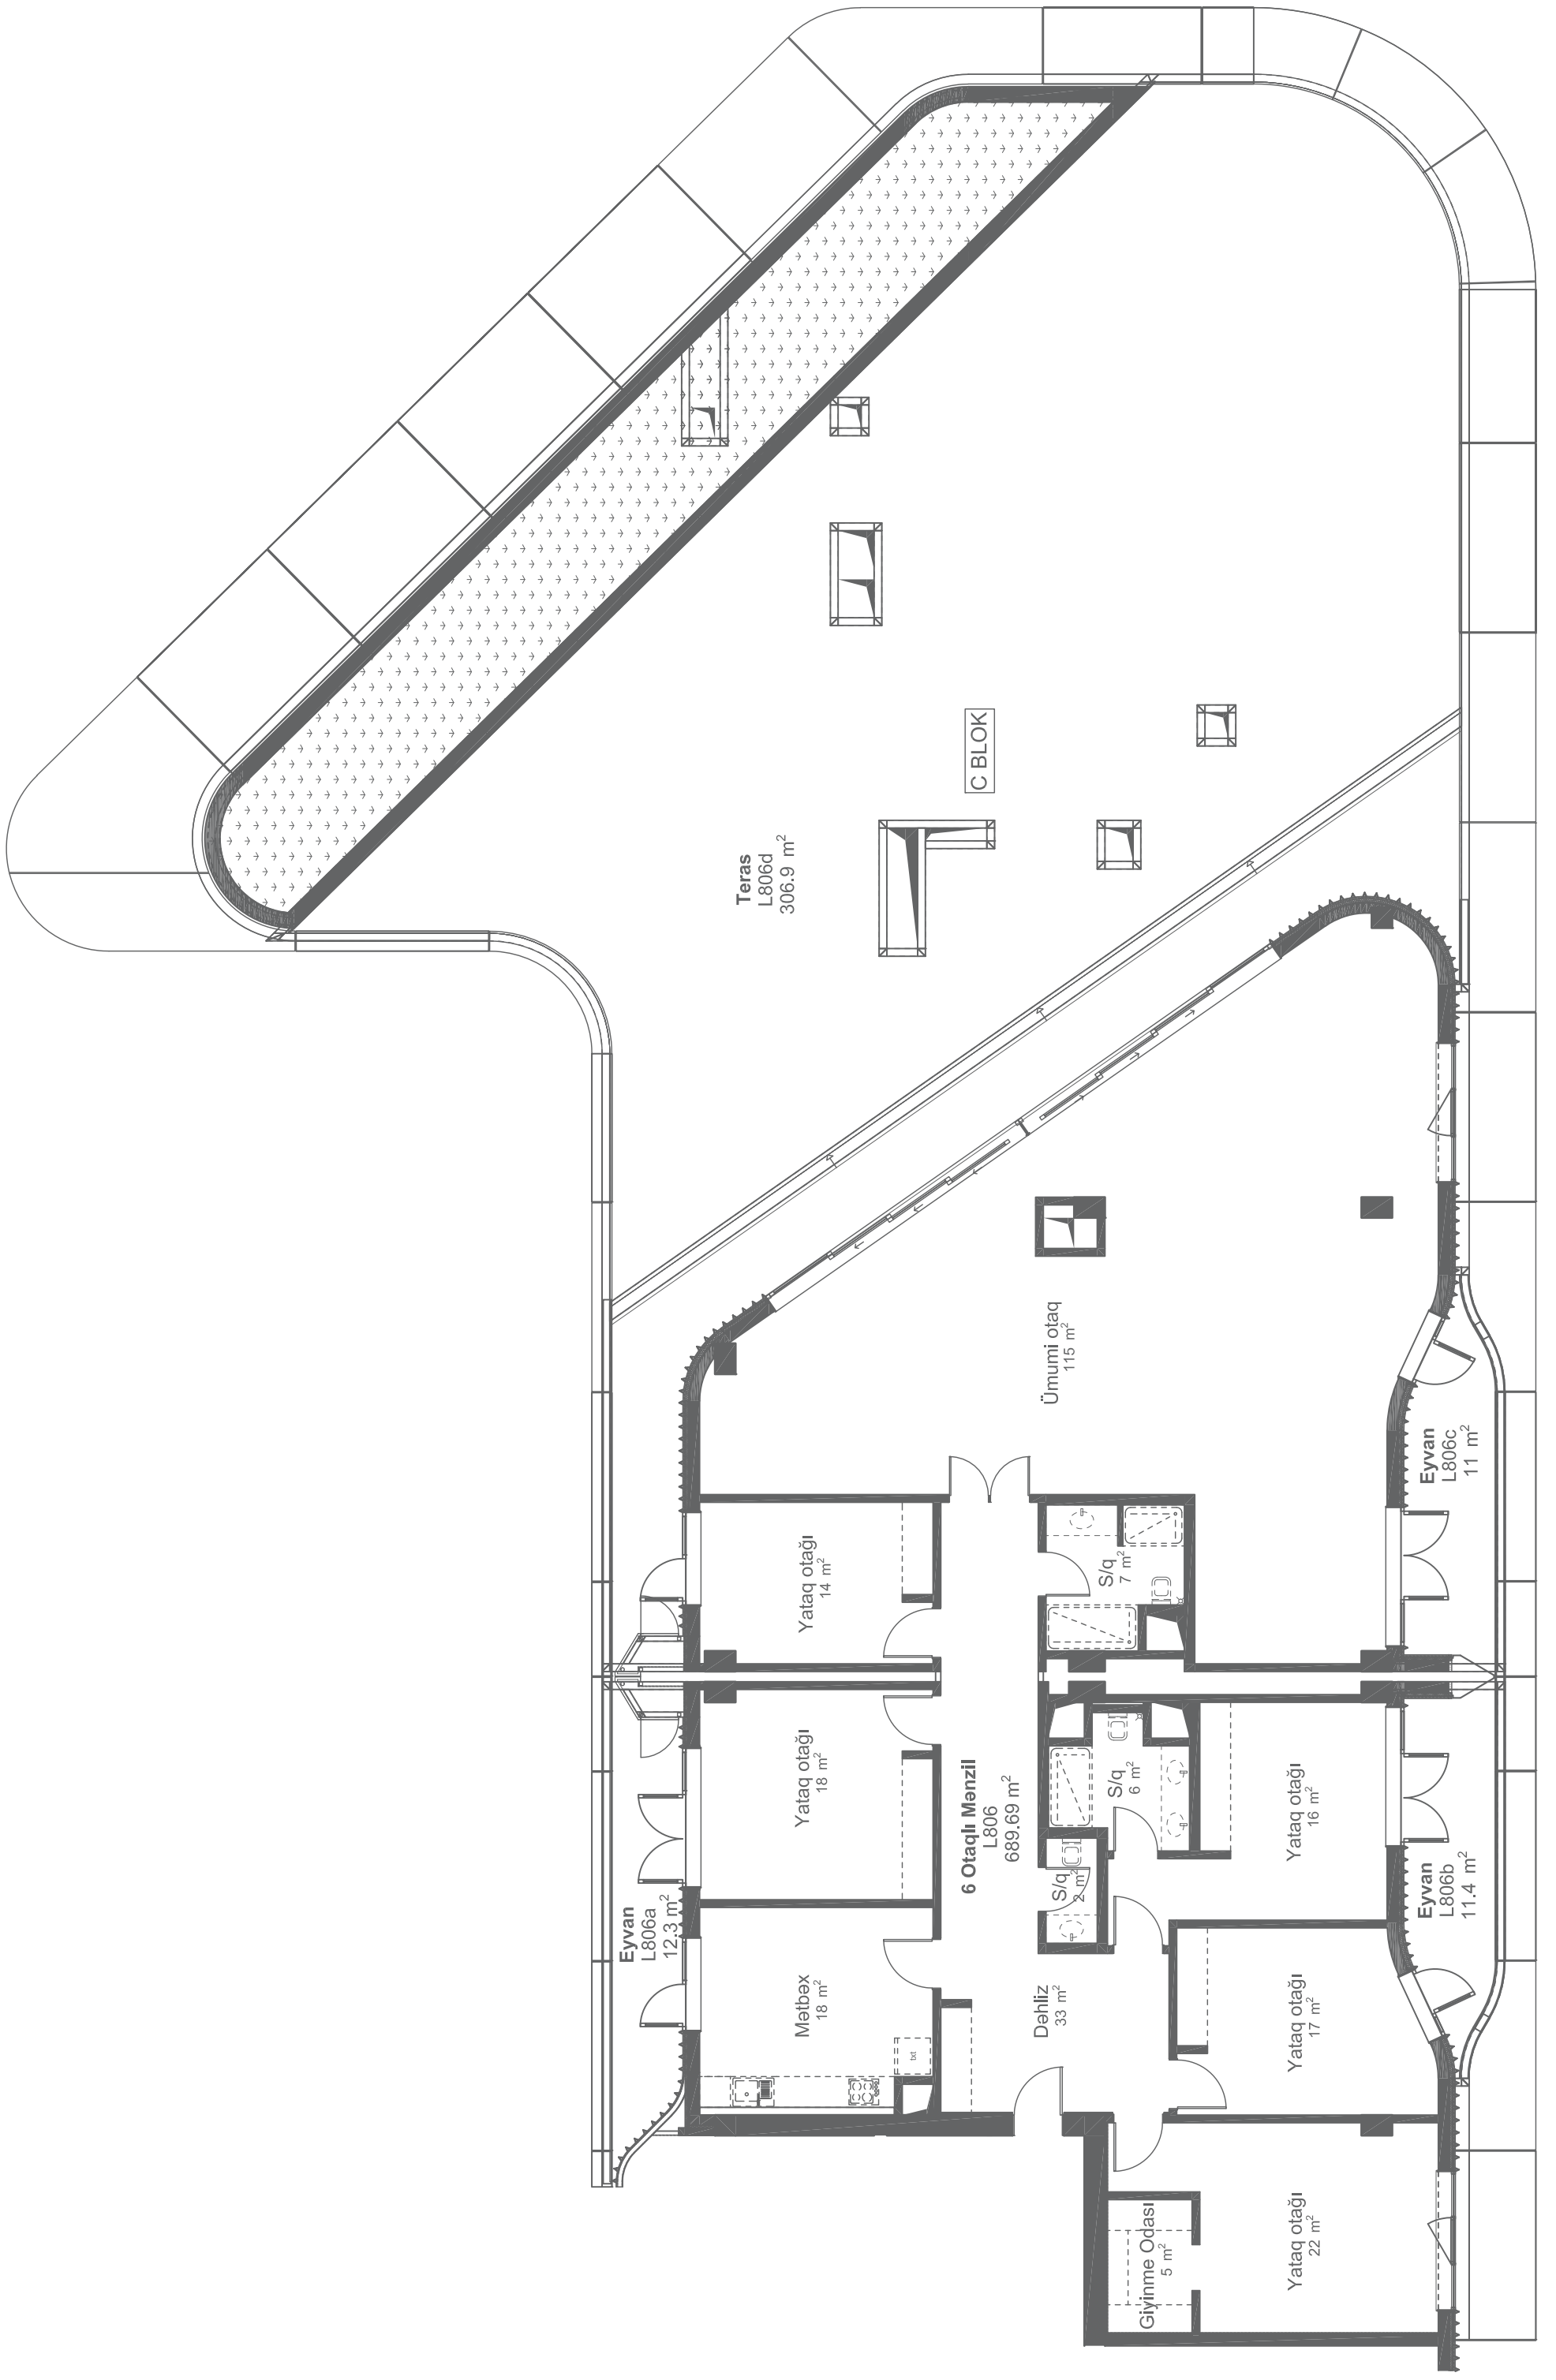 C BLOK
Teras
L806d
306.9 m²
Ümumi otaq
115 m²
Eyvan
L806c
11 m²
Yataq otağı
14 m²
S/q
7 m²
Yataq otağı
18 m²
6 Otaqlı Mənzil
L806
689.69 m²
S/q
6 m²
S/q
2 m²
Yataq otağı
16 m²
Eyvan
L806b
11.4 m²
Eyvan
L806a
12.3 m²
Mətbəx
18 m²
txt
Dəhliz
33 m²
Yataq otağı
17 m²
Giyinme Odası
5 m²
Yataq otağı
22 m²